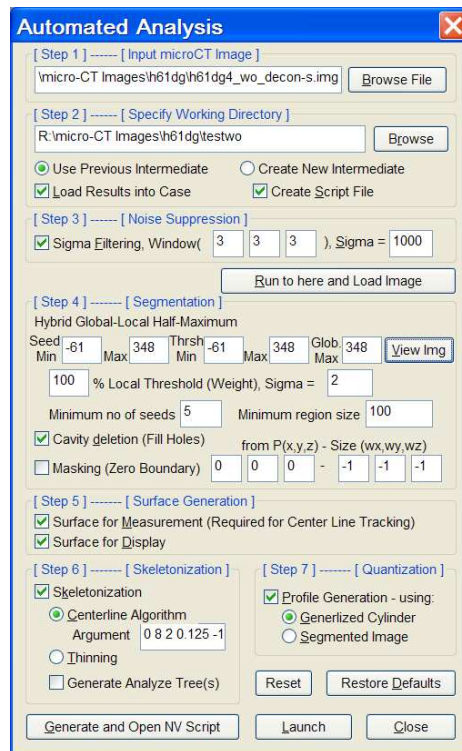 Automated Analysis
[ Step 1 ] ------ [ Input microCT Image ]
\micro-CT Images\h61dg\h61dg4_wo_decon-s.img Browse File
[ Step 2 ] ------ [ Specify Working Directory ]
R:\micro-CT Images\h61dg\testwo Browse
Use Previous Intermediate Create New Intermediate
Load Results into Case Create Script File
[ Step 3 ] ------ [ Noise Suppression ]
Sigma Filtering, Window( 3 3 3 ), Sigma = 1000
Run to here and Load Image
[ Step 4 ] ------- [ Segmentation ]
Hybrid Global-Local Half-Maximum
Seed Min -61 Max 348 Thrsh Min -61 Max 348 Glob. Max 348 View Img
100 % Local Threshold (Weight), Sigma = 2
Minimum no of seeds 5 Minimum region size 100
Cavity deletion (Fill Holes) from P(x,y,z) - Size (wx,wy,wz)
Masking (Zero Boundary) 0 0 0 - -1 -1 -1
[ Step 5 ] ------- [ Surface Generation ]
Surface for Measurement (Required for Center Line Tracking)
Surface for Display
[ Step 6 ] ------- [ Skeletonization ]
Skeletonization
Centerline Algorithm
Argument 0 8 2 0.125 -1
Thinning
Generate Analyze Tree(s)
[ Step 7 ] ------- [ Quantization ]
Profile Generation - using:
Generlized Cylinder
Segmented Image
Reset Restore Defaults
Generate and Open NV Script Launch Close